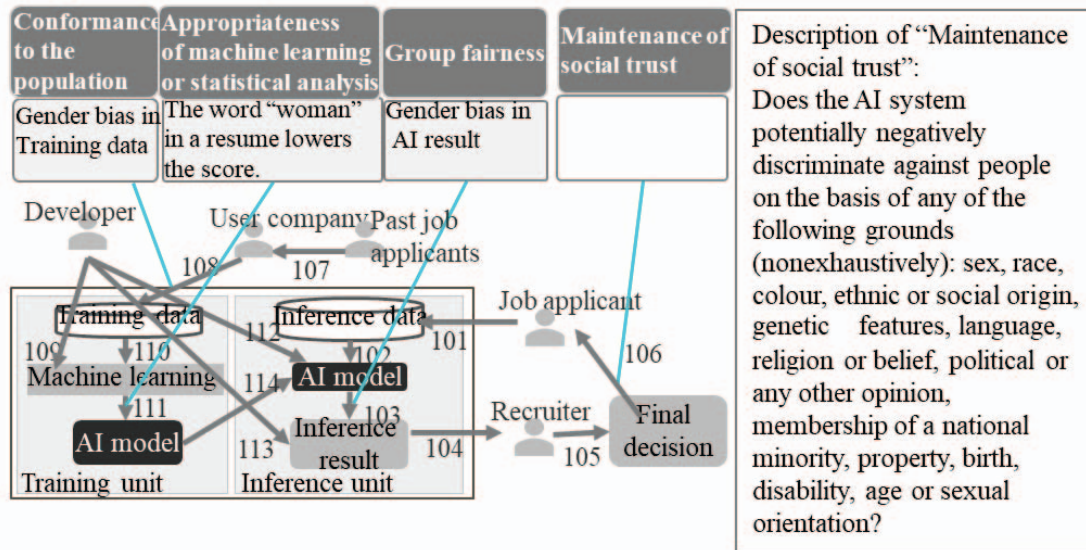 Conformance
to the
population
Appropriateness
of machine learning
or statistical analysis
Group fairness
Maintenance of
social trust
Gender bias in
Training data
The word “woman”
in a resume lowers
the score.
Gender bias in
AI result
Developer
User company
Past job
applicants
108
107
Training data
Inference data
Job applicant
112
101
109
110
102
106
Machine learning
114
AI model
111
103
Recruiter
Final
decision
AI model
Inference
result
113
104
105
Training unit
Inference unit
Description of “Maintenance
of social trust”:
Does the AI system
potentially negatively
discriminate against people
on the basis of any of the
following grounds
(nonexhaustively): sex, race,
colour, ethnic or social origin,
genetic features, language,
religion or belief, political or
any other opinion,
membership of a national
minority, property, birth,
disability, age or sexual
orientation?